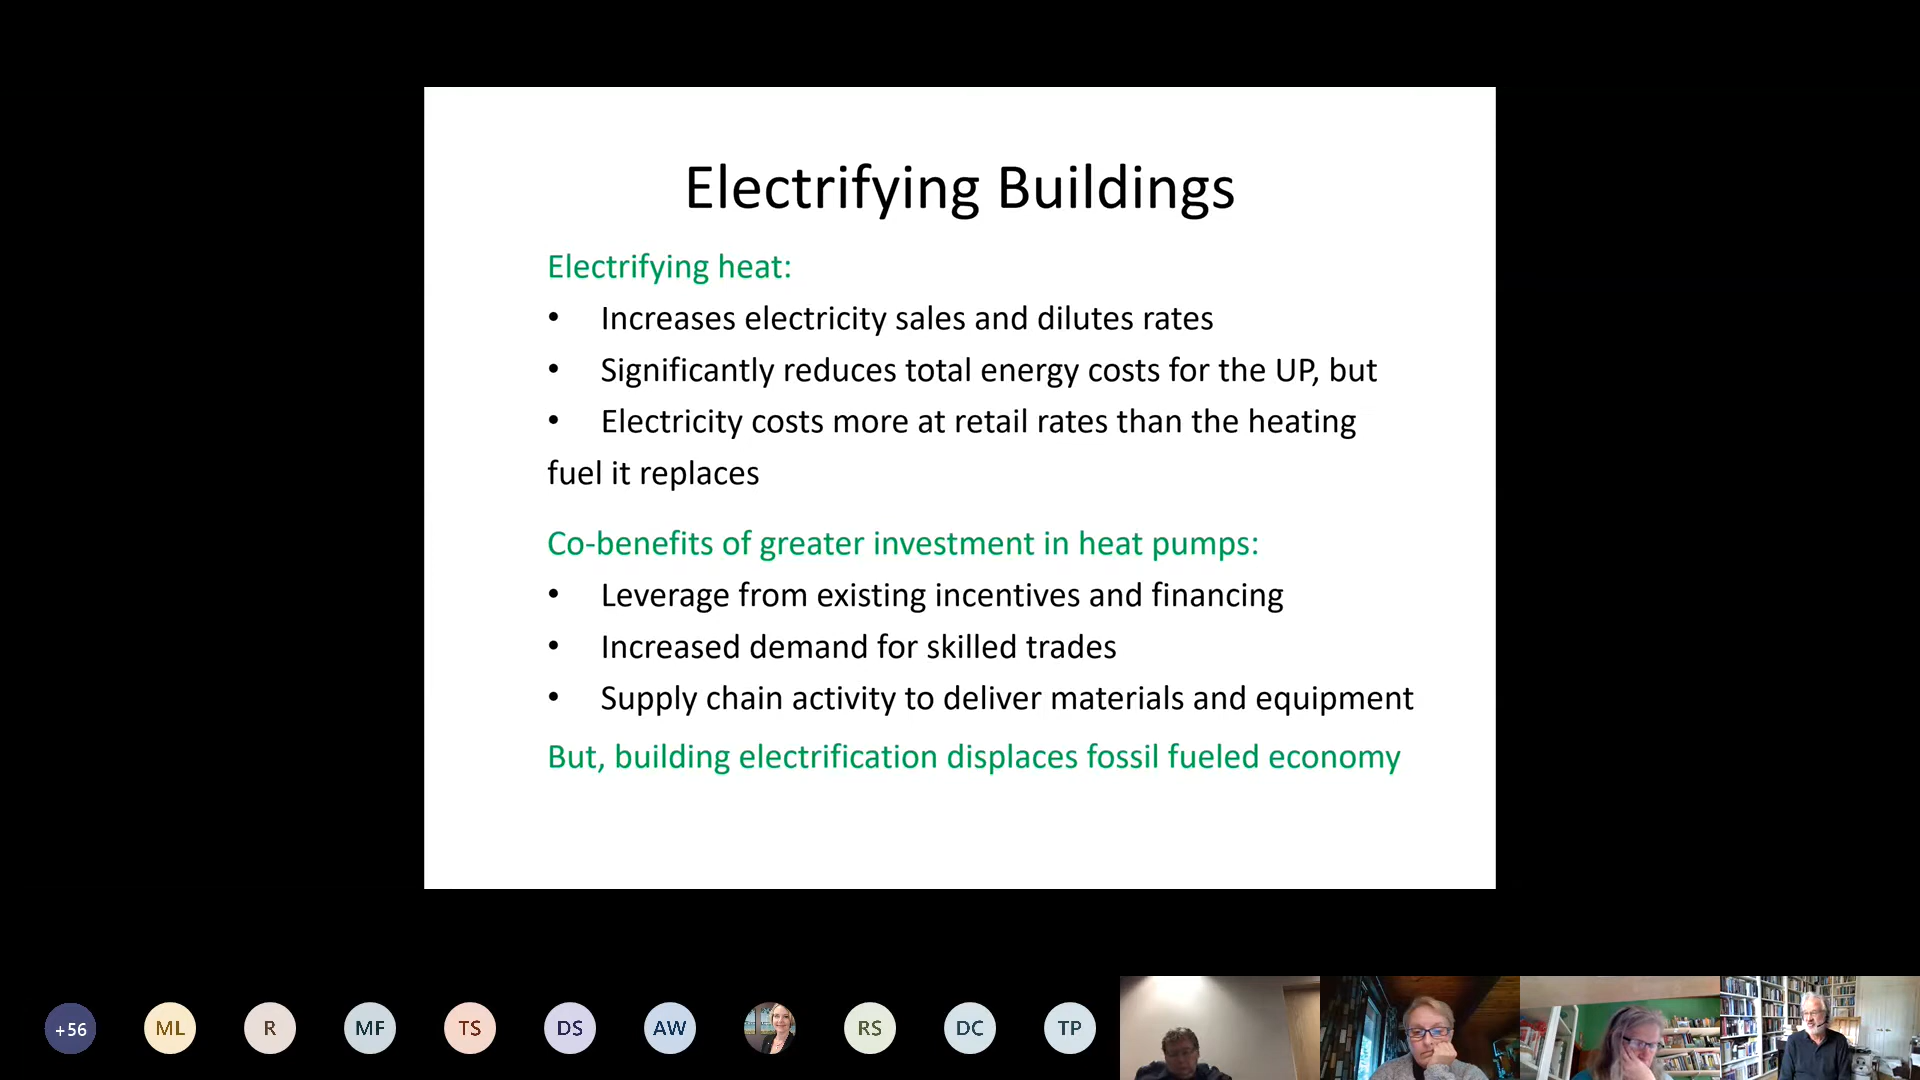 Electrifying Buildings
Electrifying heat:
• Increases electricity sales and dilutes rates
• Significantly reduces total energy costs for the UP, but
• Electricity costs more at retail rates than the heating
fuel it replaces
Co-benefits of greater investment in heat pumps:
• Leverage from existing incentives and financing
• Increased demand for skilled trades
• Supply chain activity to deliver materials and equipment
But, building electrification displaces fossil fueled economy
+56 ML R MF TS DS AW RS DC TP